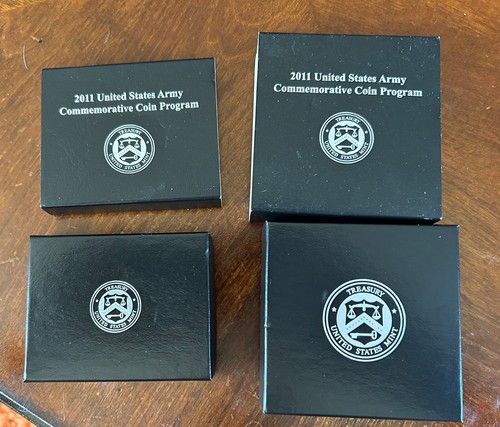 2011 United States Army
Commemorative Coin Program
TREASURY
UNITED STATES MINT
2011 United States Army
Commemorative Coin Program
TREASURY
UNITED STATES MINT
TREASURY
UNITED STATES MINT
TREASURY
UNITED STATES MINT